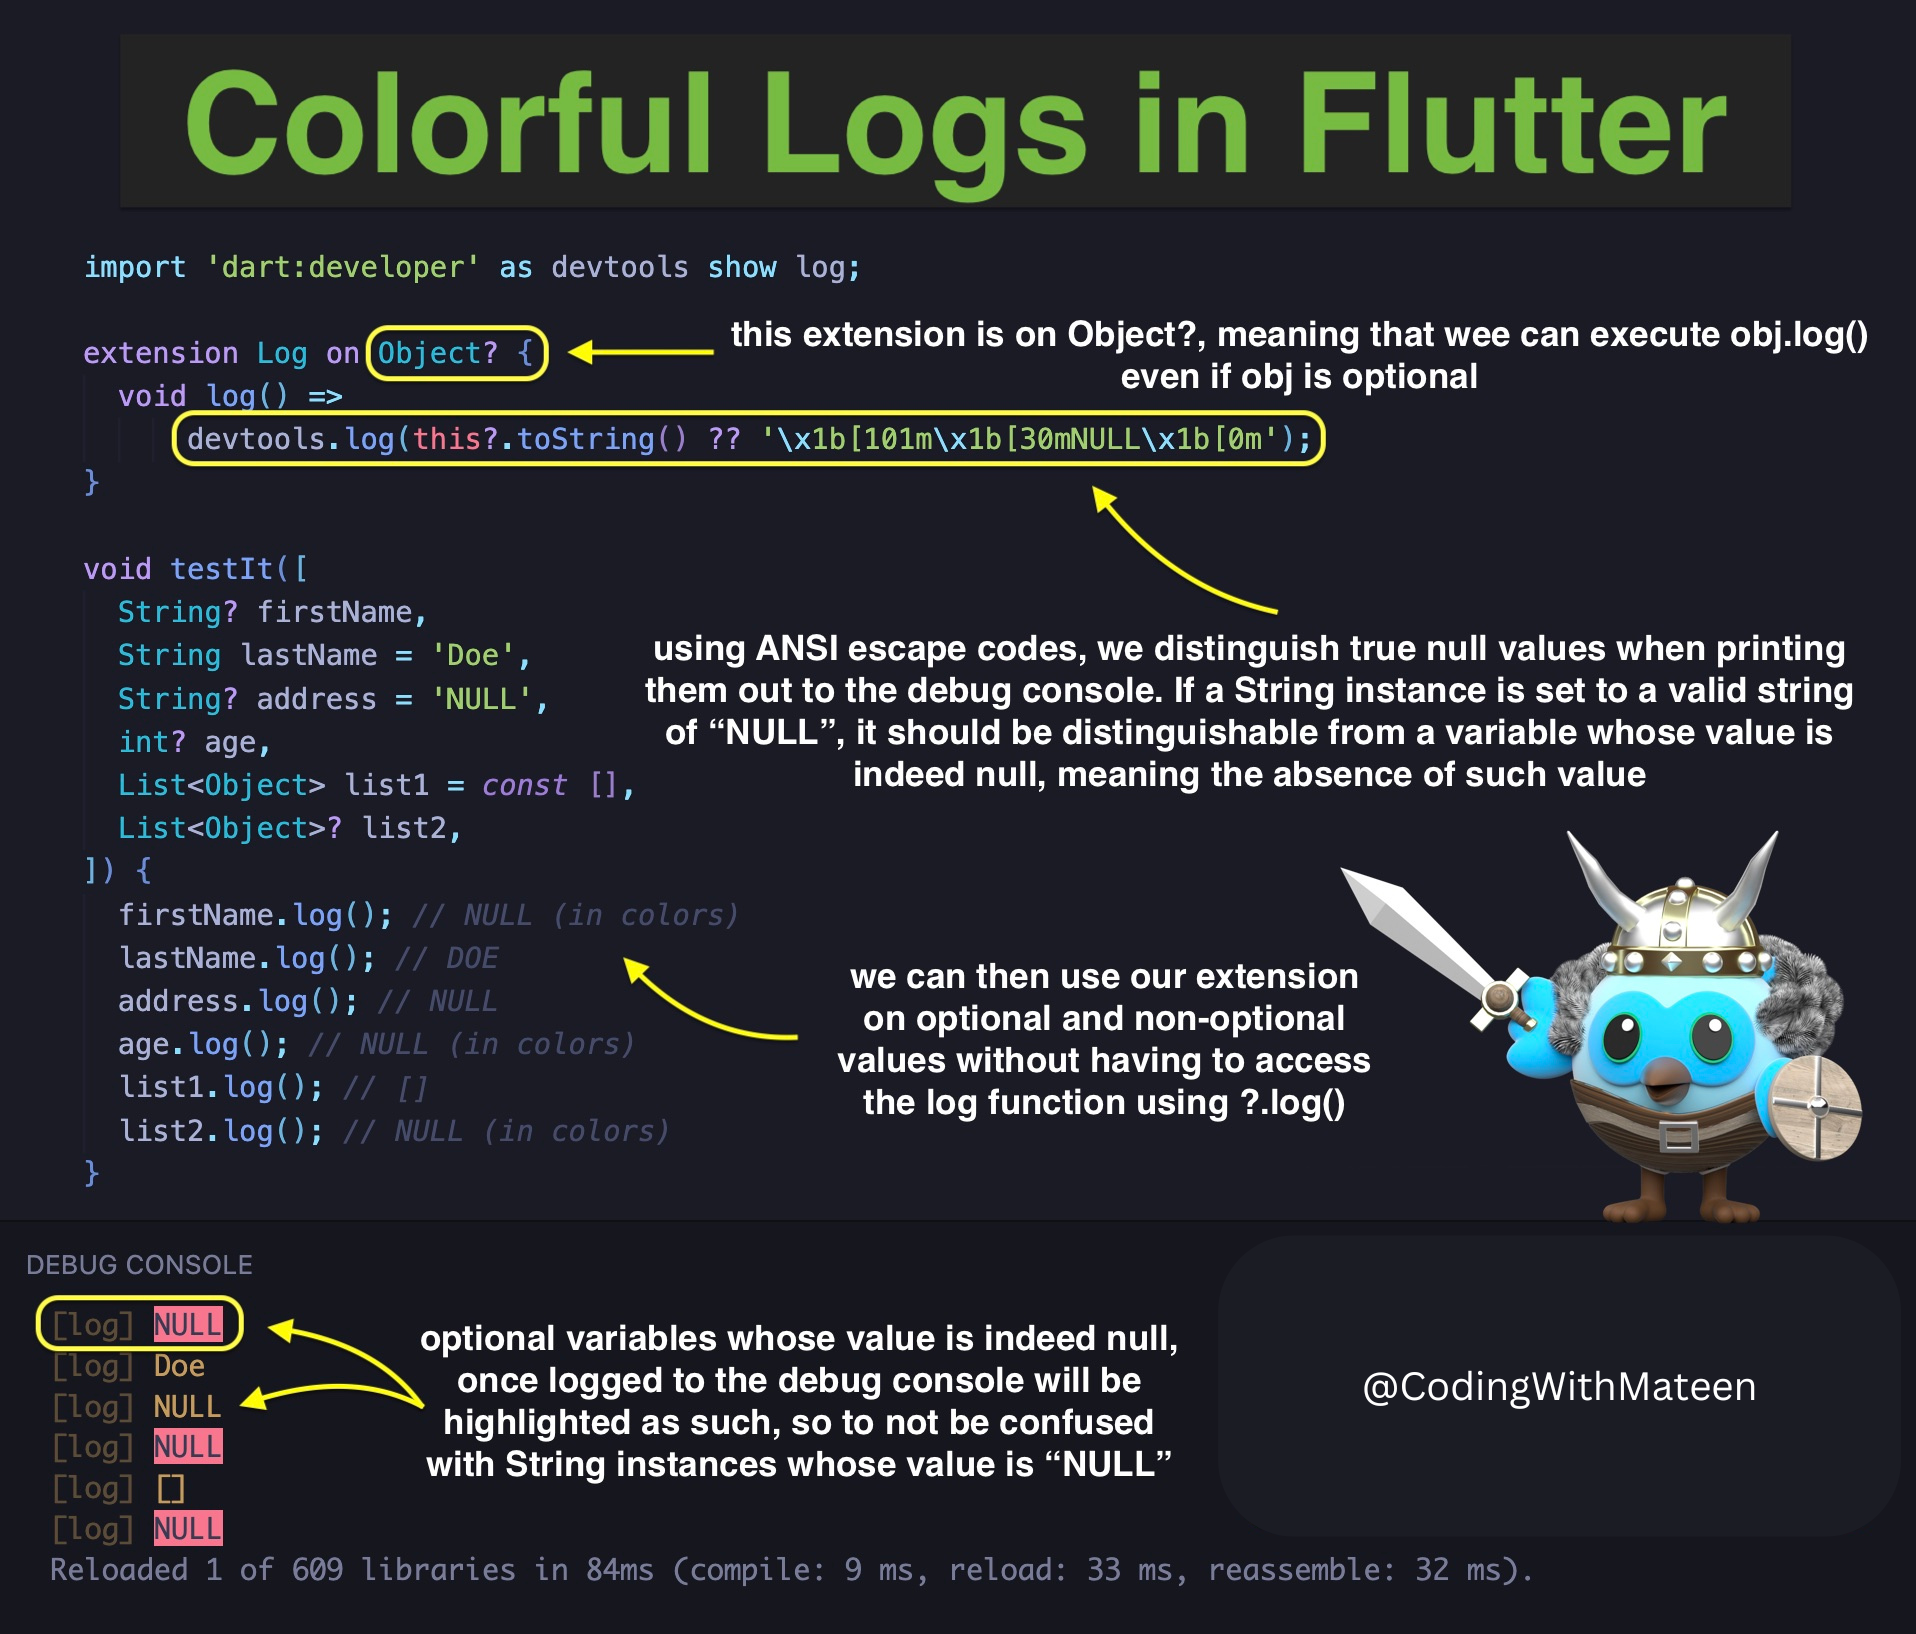 Colorful Logs in Flutter
import 'dart:developer' as devtools show log;
extension Log on Object? {
this extension is on Object?, meaning that wee can execute obj.log()
even if obj is optional
void log() =>
devtools.log(this?.toString() ?? '\x1b[101m\x1b[30mNULL\x1b[0m');
}
void testIt([
String? firstName,
String lastName = 'Doe',
String? address = 'NULL',
int? age,
List<Object> list1 = const [],
List<Object>? list2,
]) {
using ANSI escape codes, we distinguish true null values when printing
them out to the debug console. If a String instance is set to a valid string
of “NULL”, it should be distinguishable from a variable whose value is
indeed null, meaning the absence of such value
firstName.log(); // NULL (in colors)
lastName.log(); // DOE
address.log(); // NULL
age.log(); // NULL (in colors)
list1.log(); // []
list2.log(); // NULL (in colors)
}
we can then use our extension
on optional and non-optional
values without having to access
the log function using ?.log()
DEBUG CONSOLE
[log] NULL
[log] Doe
[log] NULL
[log] NULL
[log] []
[log] NULL
optional variables whose value is indeed null,
once logged to the debug console will be
highlighted as such, so to not be confused
with String instances whose value is “NULL”
@CodingWithMateen
Reloaded 1 of 609 libraries in 84ms (compile: 9 ms, reload: 33 ms, reassemble: 32 ms).